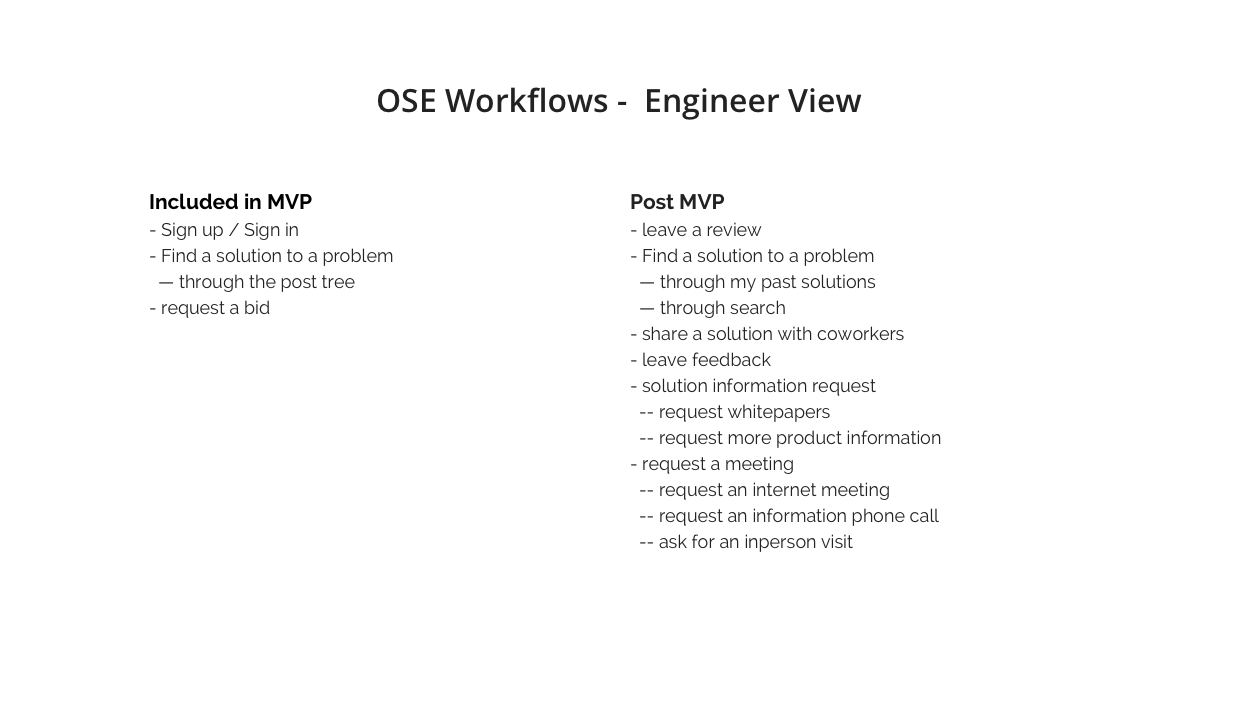 OSE Workflows -  Engineer View
Included in MVP
- Sign up / Sign in
- Find a solution to a problem
— through the post tree
- request a bid
Post MVP
- leave a review
- Find a solution to a problem
— through my past solutions
— through search
- share a solution with coworkers
- leave feedback
- solution information request
-- request whitepapers
-- request more product information
- request a meeting
-- request an internet meeting
-- request an information phone call
-- ask for an inperson visit